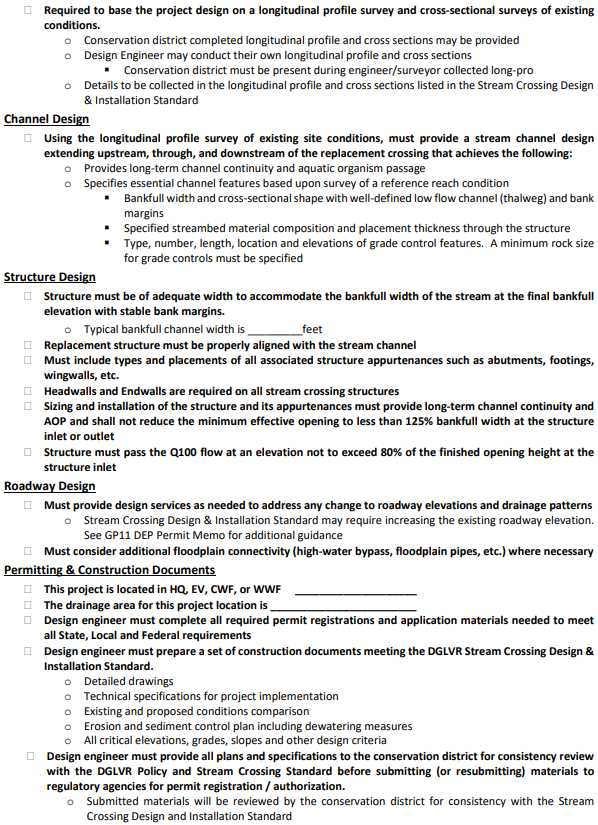 ☐ Required to base the project design on a longitudinal profile survey and cross-sectional surveys of existing
conditions.
o Conservation district completed longitudinal profile and cross sections may be provided
o Design Engineer may conduct their own longitudinal profile and cross sections
▪ Conservation district must be present during engineer/surveyor collected long-pro
o Details to be collected in the longitudinal profile and cross sections listed in the Stream Crossing Design
& Installation Standard
Channel Design
☐ Using the longitudinal profile survey of existing site conditions, must provide a stream channel design
extending upstream, through, and downstream of the replacement crossing that achieves the following:
o Provides long-term channel continuity and aquatic organism passage
o Specifies essential channel features based upon survey of a reference reach condition
▪ Bankfull width and cross-sectional shape with well-defined low flow channel (thalweg) and bank
margins
▪ Specified streambed material composition and placement thickness through the structure
▪ Type, number, length, location and elevations of grade control features. A minimum rock size
for grade controls must be specified
Structure Design
☐ Structure must be of adequate width to accommodate the bankfull width of the stream at the final bankfull
elevation with stable bank margins.
o Typical bankfull channel width is _________feet
☐ Replacement structure must be properly aligned with the stream channel
☐ Must include types and placements of all associated structure appurtenances such as abutments, footings,
wingwalls, etc.
☐ Headwalls and Endwalls are required on all stream crossing structures
☐ Sizing and installation of the structure and its appurtenances must provide long-term channel continuity and
AOP and shall not reduce the minimum effective opening to less than 125% bankfull width at the structure
inlet or outlet
☐ Structure must pass the Q100 flow at an elevation not to exceed 80% of the finished opening height at the
structure inlet
Roadway Design
☐ Must provide design services as needed to address any change to roadway elevations and drainage patterns
o Stream Crossing Design & Installation Standard may require increasing the existing roadway elevation.
See GP11 DEP Permit Memo for additional guidance
☐ Must consider additional floodplain connectivity (high-water bypass, floodplain pipes, etc.) where necessary
Permitting & Construction Documents
☐ This project is located in HQ, EV, CWF, or WWF ____________________
☐ The drainage area for this project location is ________________________
☐ Design engineer must complete all required permit registrations and application materials needed to meet
all State, Local and Federal requirements
☐ Design engineer must prepare a set of construction documents meeting the DGLVR Stream Crossing Design &
Installation Standard.
o Detailed drawings
o Technical specifications for project implementation
o Existing and proposed conditions comparison
o Erosion and sediment control plan including dewatering measures
o All critical elevations, grades, slopes and other design criteria
☐ Design engineer must provide all plans and specifications to the conservation district for consistency review
with the DGLVR Policy and Stream Crossing Standard before submitting (or resubmitting) materials to
regulatory agencies for permit registration / authorization.
o Submitted materials will be reviewed by the conservation district for consistency with the Stream
Crossing Design and Installation Standard